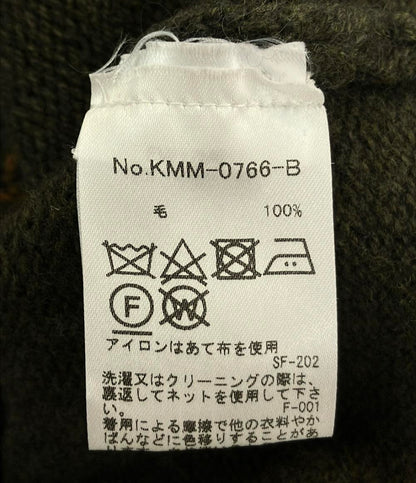 No.KMM-0766-B
毛 100%
F W
アイロンはあて布を使用
SF-202
洗濯又はクリーニングの際は、
裏返してネットを使用して下さ
い。 F-001
着用による摩擦で他の衣料やか
ばんなどに色移りすることがあ